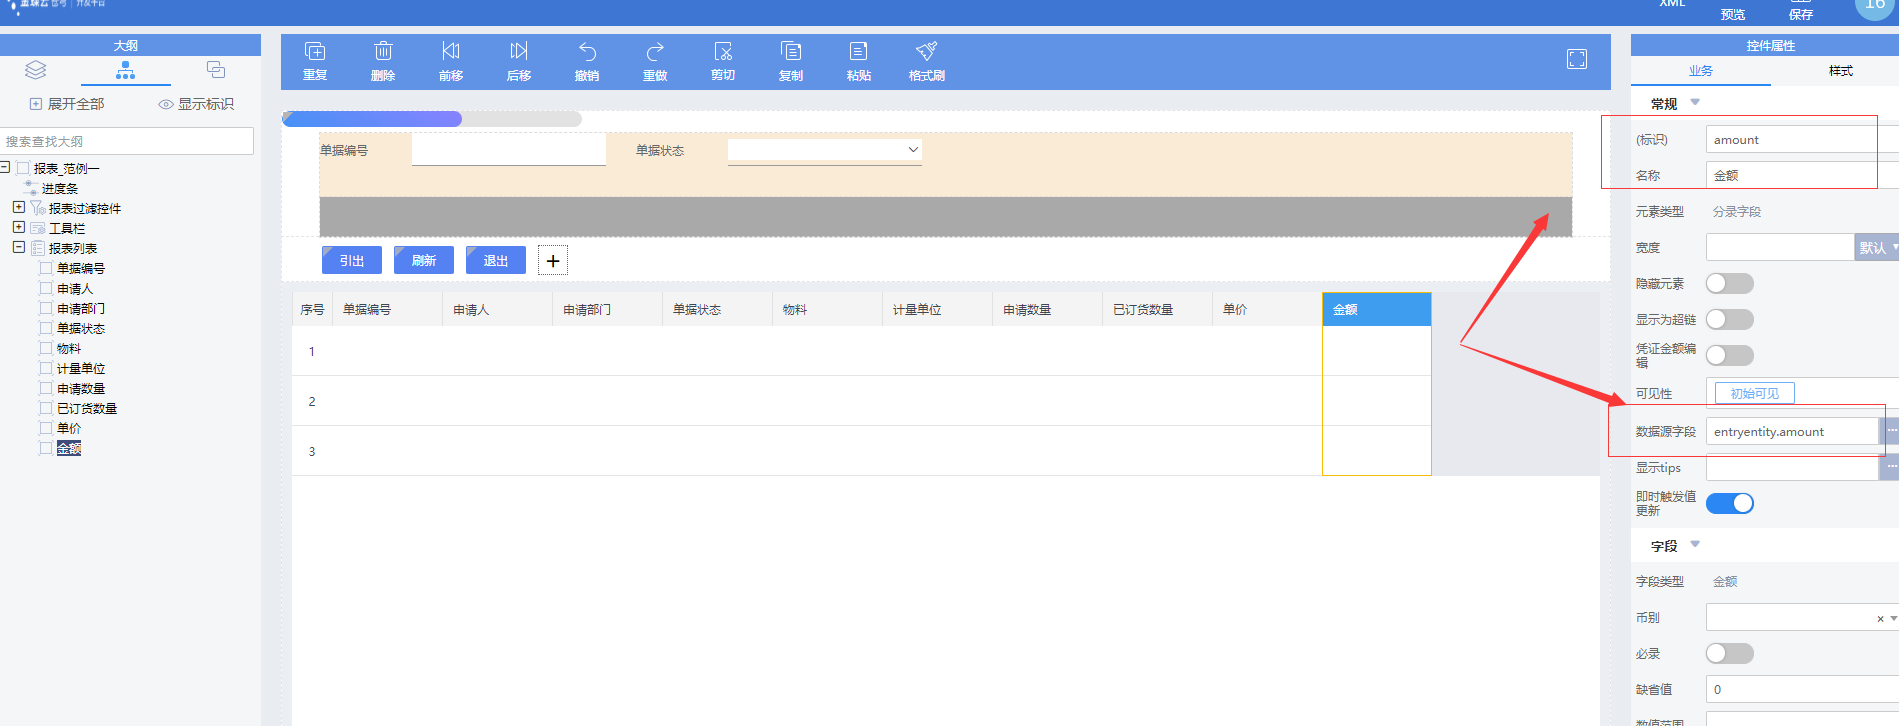 金蝶云 苍穹 | 开发平台
XML
预览
保存
16
大纲
展开全部
显示标识
搜索查找大纲
报表_范例一
进度条
报表过滤控件
工具栏
报表列表
单据编号
申请人
申请部门
单据状态
物料
计量单位
申请数量
已订货数量
单价
金额
重复 删除 前移 后移 撤销 重做 剪切 复制 粘贴 格式刷
单据编号 单据状态
引出 刷新 退出 +
序号 单据编号 申请人 申请部门 单据状态 物料 计量单位 申请数量 已订货数量 单价 金额
1
2
3
控件属性
业务 样式
常规
(标识) amount
名称 金额
元素类型 分录字段
宽度 默认
隐藏元素
显示为超链
凭证金额编
辑
可见性 初始可见
数据源字段 entryentity.amount ...
显示tips ...
即时触发值
更新
字段
字段类型 金额
币别 ×
必录
缺省值 0
数值范围